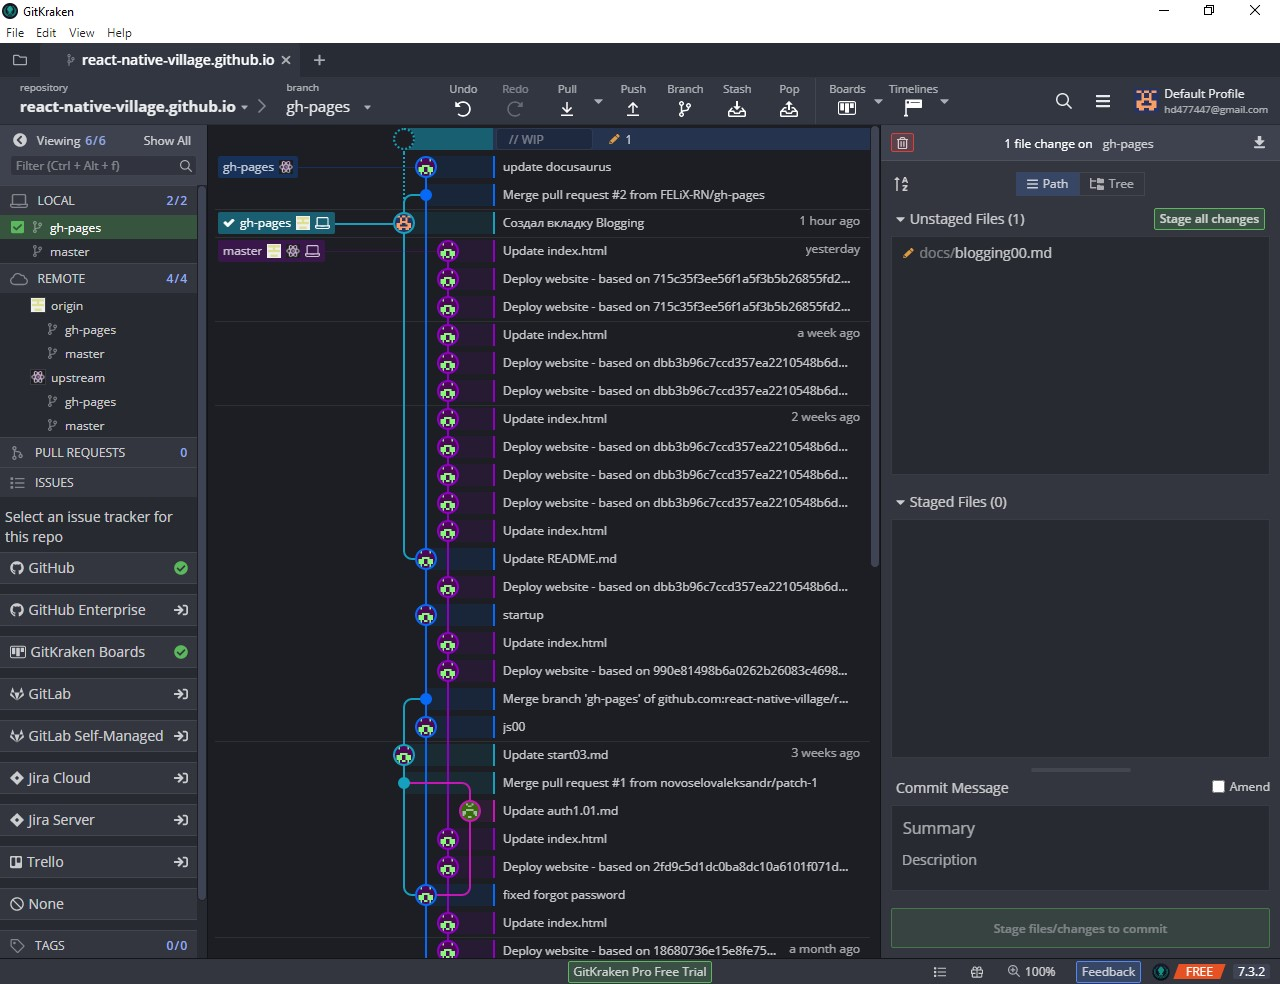 GitKraken
File Edit View Help
react-native-village.github.io
repository
react-native-village.github.io
branch
gh-pages
Undo
Redo
Pull
Push
Branch
Stash
Pop
Boards
Timelines
Default Profile
hd477447@gmail.com
Viewing 6/6 Show All
Filter (Ctrl + Alt + f)
LOCAL 2/2
gh-pages
master
REMOTE 4/4
origin
gh-pages
master
upstream
gh-pages
master
PULL REQUESTS 0
ISSUES
Select an issue tracker for
this repo
GitHub
GitHub Enterprise
GitKraken Boards
GitLab
GitLab Self-Managed
Jira Cloud
Jira Server
Trello
None
TAGS 0/0
// WIP 1
gh-pages update docusaurus
Merge pull request #2 from FELiX-RN/gh-pages
gh-pages Создал вкладку Blogging 1 hour ago
master Update index.html yesterday
Deploy website - based on 715c35f3ee56f1a5f3b5b26855fd2...
Deploy website - based on 715c35f3ee56f1a5f3b5b26855fd2...
Update index.html a week ago
Deploy website - based on dbb3b96c7ccd357ea2210548b6d...
Deploy website - based on dbb3b96c7ccd357ea2210548b6d...
Update index.html 2 weeks ago
Deploy website - based on dbb3b96c7ccd357ea2210548b6d...
Deploy website - based on dbb3b96c7ccd357ea2210548b6d...
Deploy website - based on dbb3b96c7ccd357ea2210548b6d...
Update index.html
Update README.md
Deploy website - based on dbb3b96c7ccd357ea2210548b6d...
startup
Update index.html
Deploy website - based on 990e81498b6a0262b26083c4698...
Merge branch 'gh-pages' of github.com:react-native-village/r...
js00
Update start03.md 3 weeks ago
Merge pull request #1 from novoselovaleksandr/patch-1
Update auth1.01.md
Update index.html
Deploy website - based on 2fd9c5d1dc0ba8dc10a6101f071d...
fixed forgot password
Update index.html
Deploy website - based on 18680736e15e8fe75... a month ago
1 file change on gh-pages
Path Tree
Unstaged Files (1) Stage all changes
docs/blogging00.md
Staged Files (0)
Commit Message Amend
Summary
Description
Stage files/changes to commit
GitKraken Pro Free Trial
100%
Feedback
FREE
7.3.2